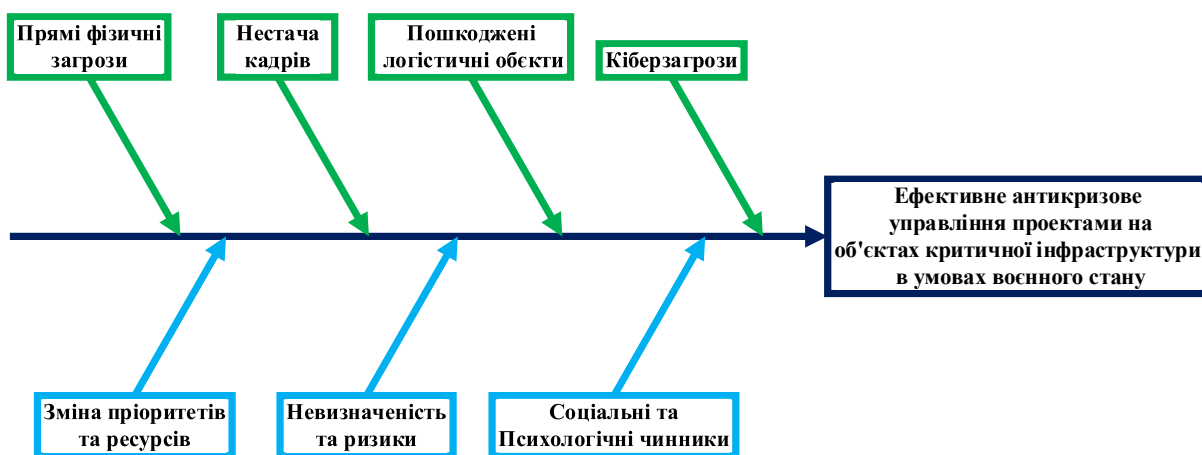 Прямі фізичні
загрози
Нестача
кадрів
Пошкоджені
логістичні обєкти
Кіберзагрози
Ефективне антикризове
управління проектами на
об'єктах критичної інфраструктури
в умовах воєнного стану
Зміна пріоритетів
та ресурсів
Невизначеність
та ризики
Соціальні та
Психологічні чинники